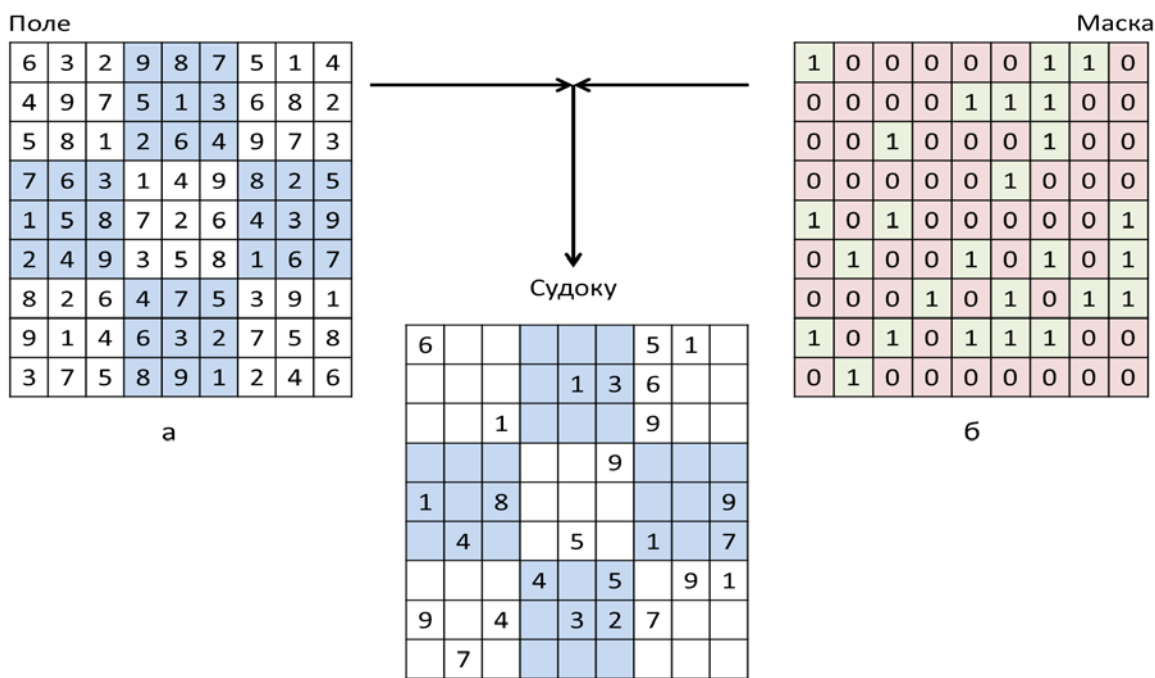 Поле
6 3 2 9 8 7 5 1 4
4 9 7 5 1 3 6 8 2
5 8 1 2 6 4 9 7 3
7 6 3 1 4 9 8 2 5
1 5 8 7 2 6 4 3 9
2 4 9 3 5 8 1 6 7
8 2 6 4 7 5 3 9 1
9 1 4 6 3 2 7 5 8
3 7 5 8 9 1 2 4 6
а
Маска
1 0 0 0 0 0 1 1 0
0 0 0 0 1 1 1 0 0
0 0 1 0 0 0 1 0 0
0 0 0 0 0 1 0 0 0
1 0 1 0 0 0 0 0 1
0 1 0 0 1 0 1 0 1
0 0 0 1 0 1 0 1 1
1 0 1 0 1 1 1 0 0
0 1 0 0 0 0 0 0 0
б
Судоку
6 5 1
1 3 6
1 9
9
1 8 9
4 5 1 7
4 5 9 1
9 4 3 2 7
7